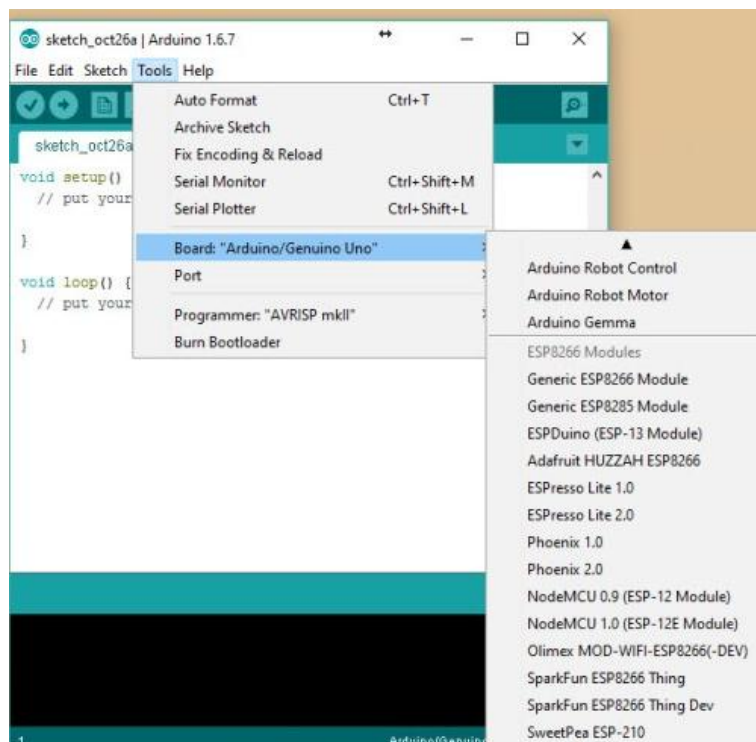 sketch_oct26a | Arduino 1.6.7
File Edit Sketch Tools Help
sketch_oct26a
void setup()
// put your
}
void loop() {
// put your
}
Auto Format Ctrl+T
Archive Sketch
Fix Encoding & Reload
Serial Monitor Ctrl+Shift+M
Serial Plotter Ctrl+Shift+L
Board: "Arduino/Genuino Uno"
Port
Programmer: "AVRISP mkII"
Burn Bootloader
Arduino Robot Control
Arduino Robot Motor
Arduino Gemma
ESP8266 Modules
Generic ESP8266 Module
Generic ESP8285 Module
ESPDuino (ESP-13 Module)
Adafruit HUZZAH ESP8266
ESPresso Lite 1.0
ESPresso Lite 2.0
Phoenix 1.0
Phoenix 2.0
NodeMCU 0.9 (ESP-12 Module)
NodeMCU 1.0 (ESP-12E Module)
Olimex MOD-WIFI-ESP8266(-DEV)
SparkFun ESP8266 Thing
SparkFun ESP8266 Thing Dev
SweetPea ESP-210
1 Arduino/Genuino